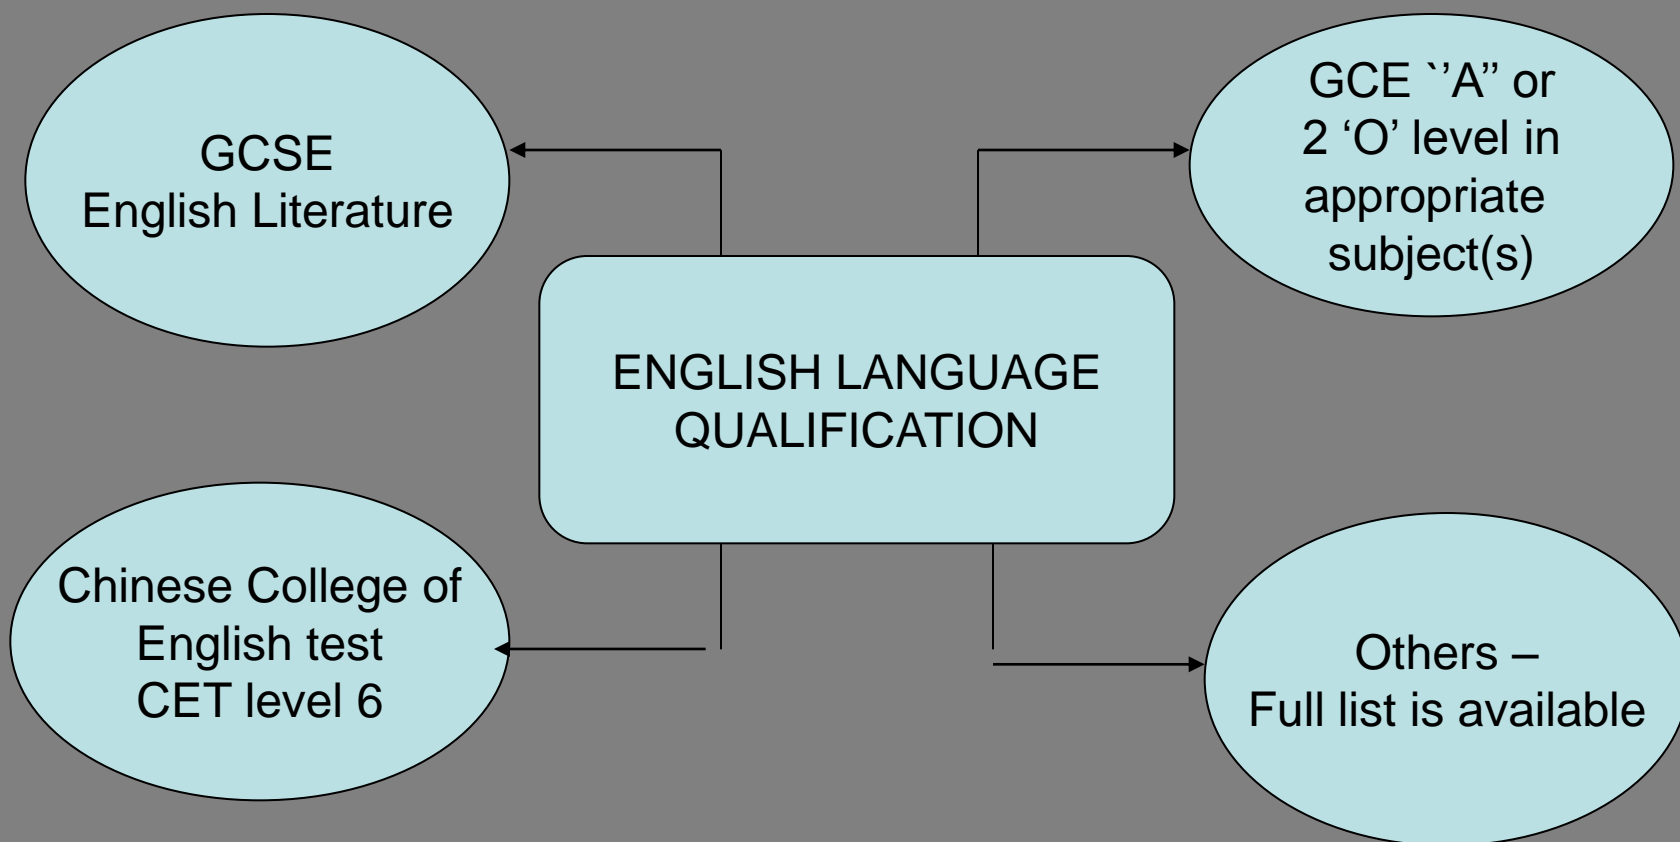 GCSE
English Literature
GCE ‵’A’’ or
2 ‘O’ level in
appropriate
subject(s)
ENGLISH LANGUAGE
QUALIFICATION
Chinese College of
English test
CET level 6
Others –
Full list is available